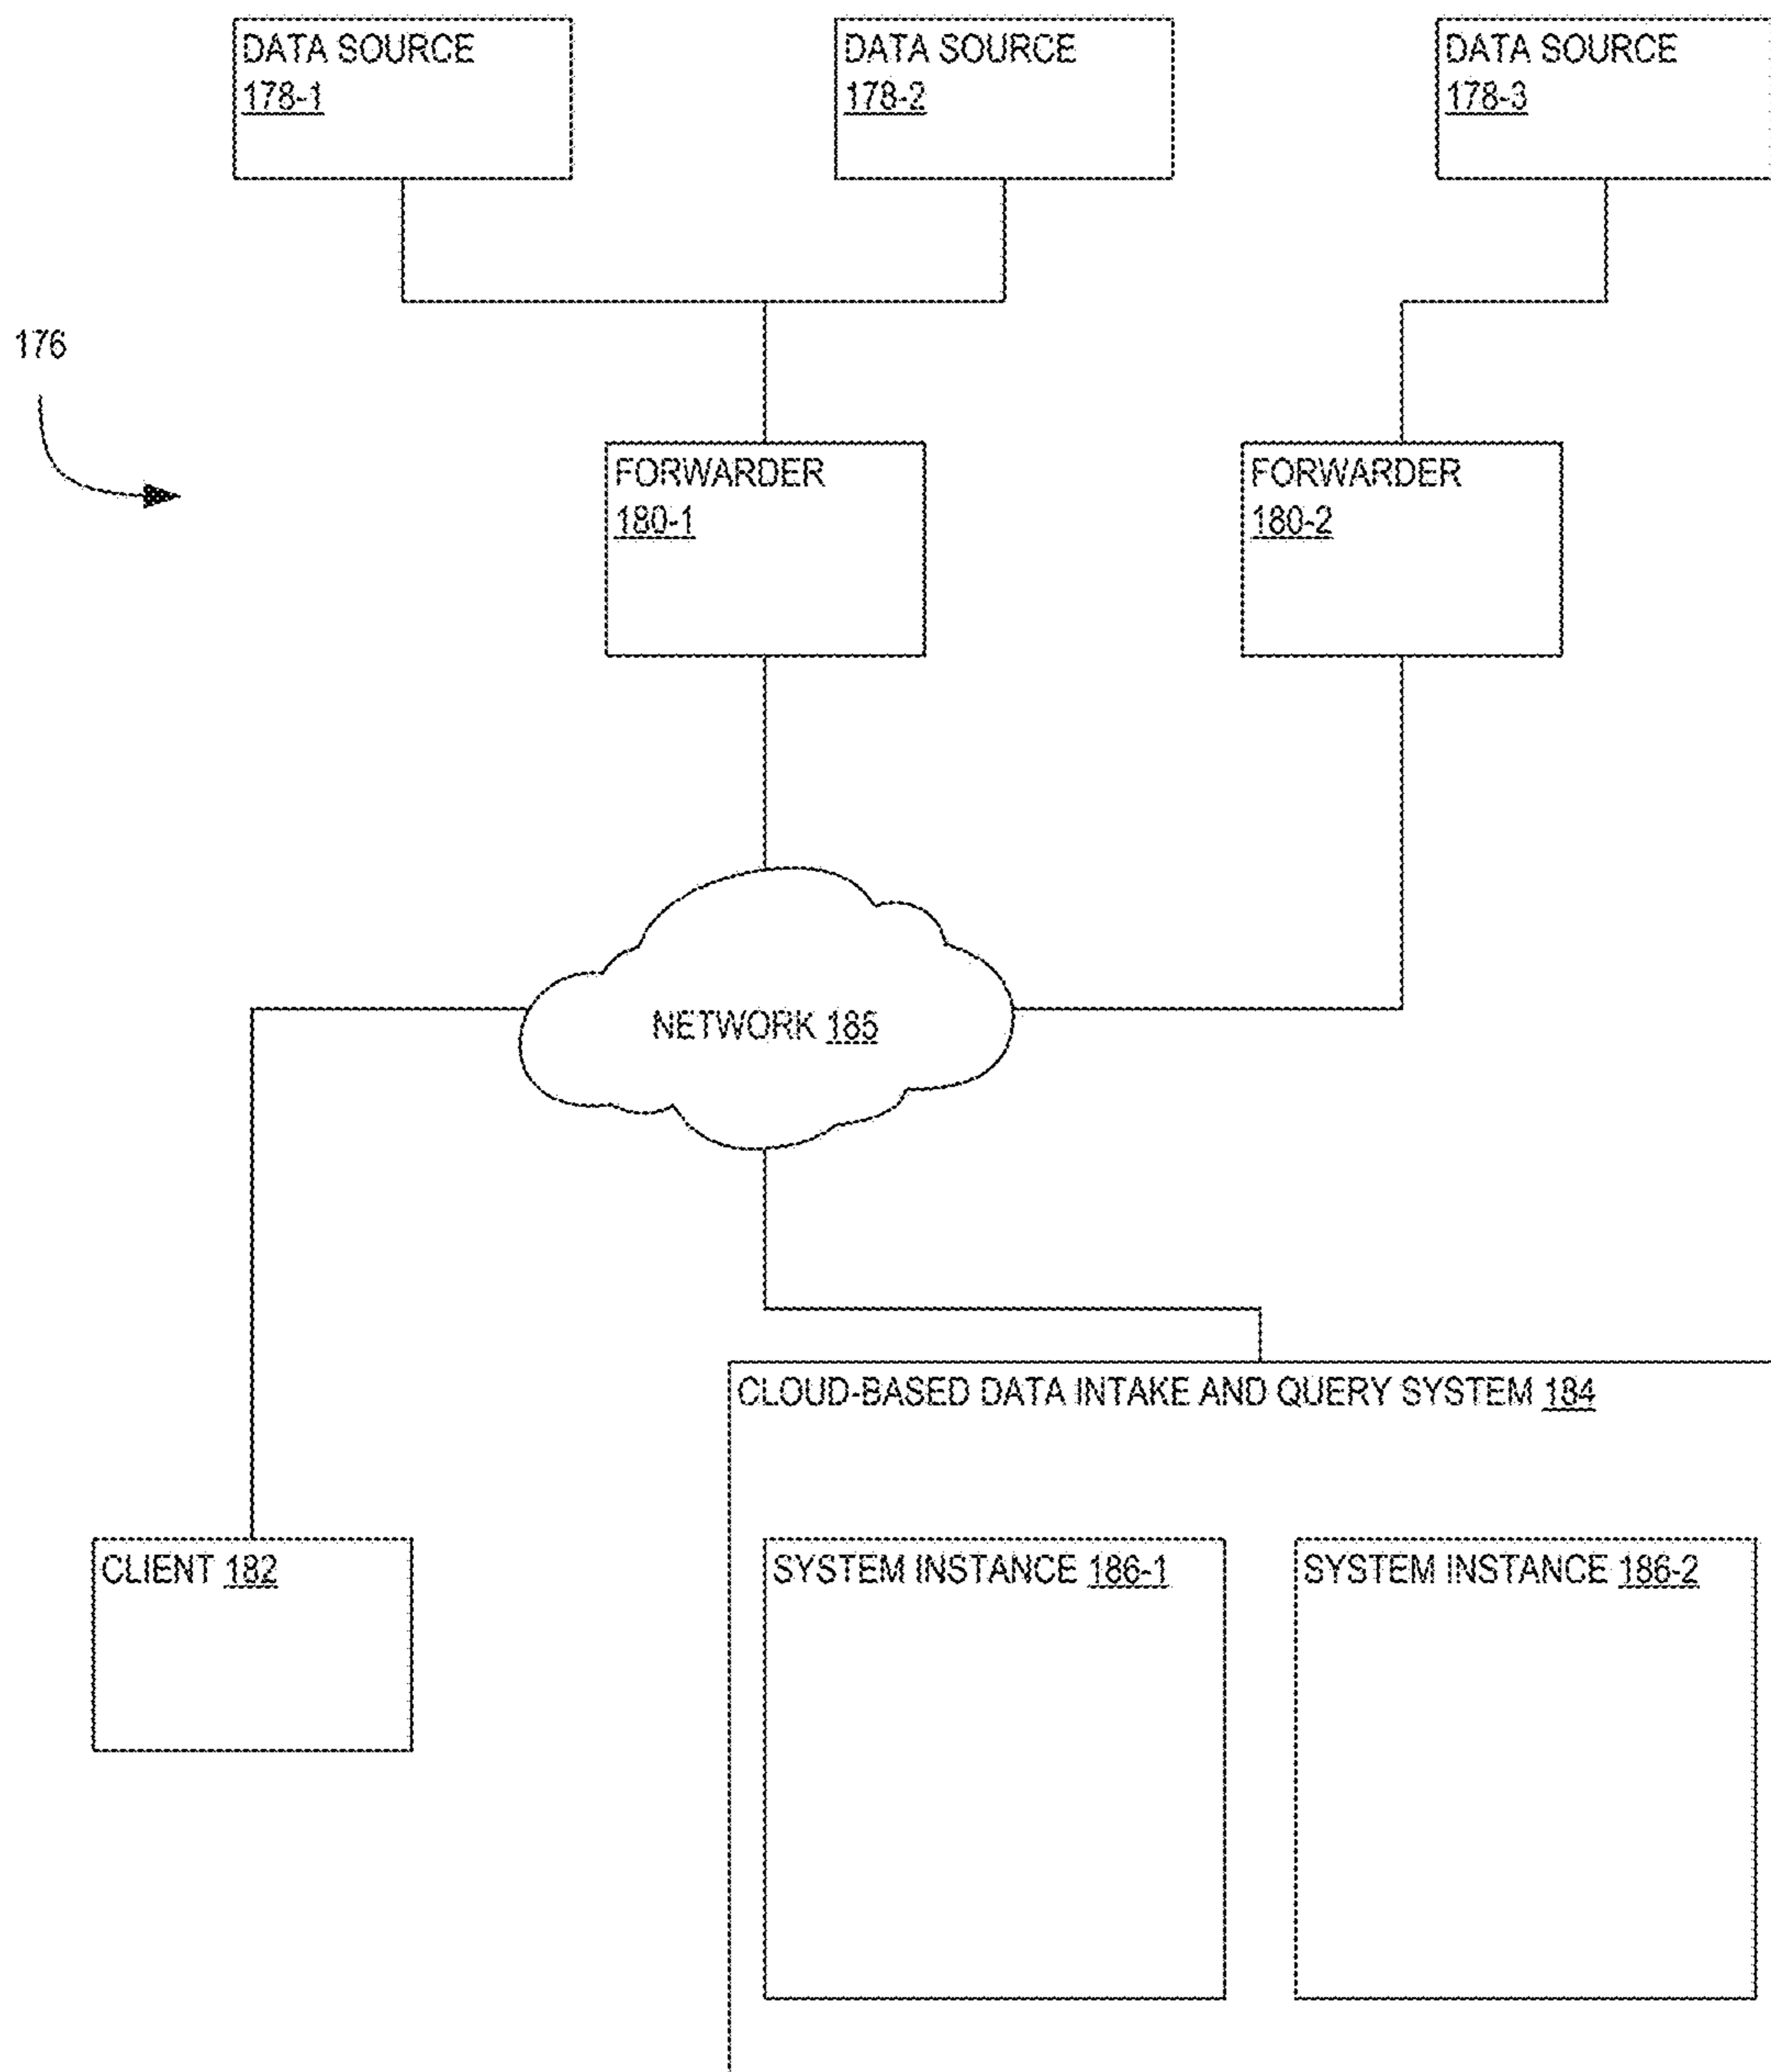 DATA SOURCE
178-1
DATA SOURCE
178-2
DATA SOURCE
178-3
176
FORWARDER
180-1
FORWARDER
180-2
NETWORK 185
CLOUD-BASED DATA INTAKE AND QUERY SYSTEM 184
CLIENT 182
SYSTEM INSTANCE 186-1
SYSTEM INSTANCE 186-2